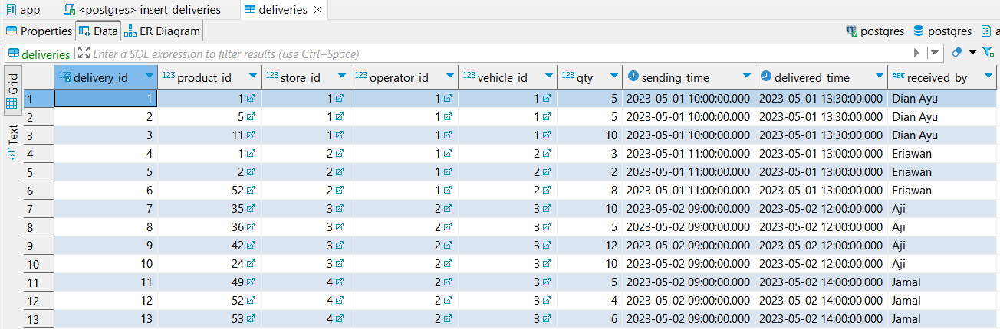 app <postgres> insert_deliveries deliveries
Properties Data ER Diagram postgres postgres a
deliveries Enter a SQL expression to filter results (use Ctrl+Space)
Grid
Text
123 delivery_id 123 product_id 123 store_id 123 operator_id 123 vehicle_id 123 qty sending_time delivered_time ABC received_by
1 1 1 1 1 1 5 2023-05-01 10:00:00.000 2023-05-01 13:30:00.000 Dian Ayu
2 2 5 1 1 1 5 2023-05-01 10:00:00.000 2023-05-01 13:30:00.000 Dian Ayu
3 3 11 1 1 1 10 2023-05-01 10:00:00.000 2023-05-01 13:30:00.000 Dian Ayu
4 4 1 2 1 2 3 2023-05-01 11:00:00.000 2023-05-01 13:00:00.000 Eriawan
5 5 2 2 1 2 2 2023-05-01 11:00:00.000 2023-05-01 13:00:00.000 Eriawan
6 6 52 2 1 2 8 2023-05-01 11:00:00.000 2023-05-01 13:00:00.000 Eriawan
7 7 35 3 2 3 10 2023-05-02 09:00:00.000 2023-05-02 12:00:00.000 Aji
8 8 36 3 2 3 5 2023-05-02 09:00:00.000 2023-05-02 12:00:00.000 Aji
9 9 42 3 2 3 12 2023-05-02 09:00:00.000 2023-05-02 12:00:00.000 Aji
10 10 24 3 2 3 10 2023-05-02 09:00:00.000 2023-05-02 12:00:00.000 Aji
11 11 49 4 2 3 5 2023-05-02 09:00:00.000 2023-05-02 14:00:00.000 Jamal
12 12 52 4 2 3 4 2023-05-02 09:00:00.000 2023-05-02 14:00:00.000 Jamal
13 13 53 4 2 3 6 2023-05-02 09:00:00.000 2023-05-02 14:00:00.000 Jamal